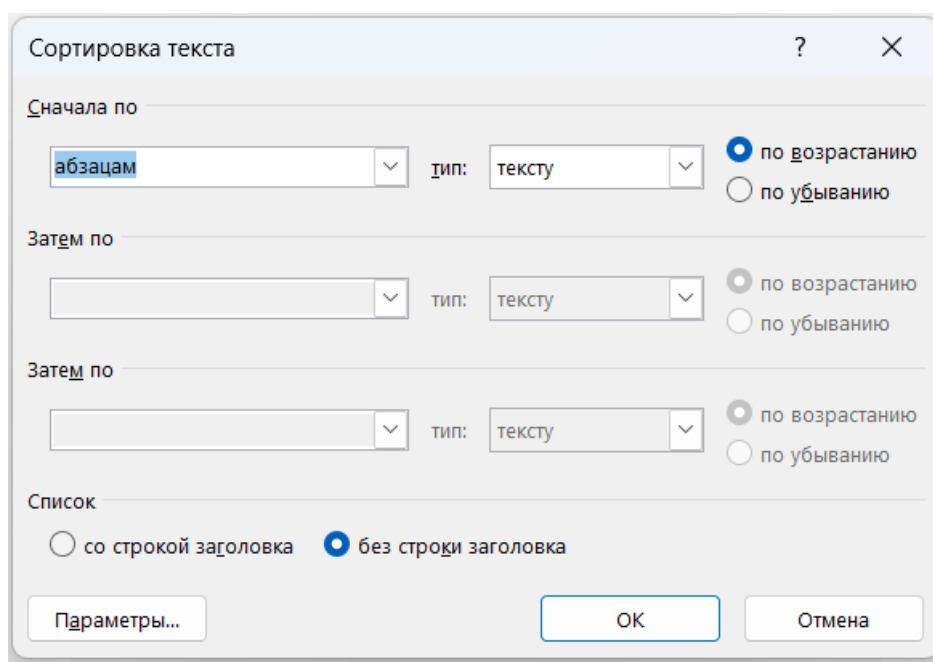 Сортировка текста ?
Сначала по
абзацам тип: тексту по возрастанию
по убыванию
Затем по
тип: тексту по возрастанию
по убыванию
Затем по
тип: тексту по возрастанию
по убыванию
Список
со строкой заголовка без строки заголовка
Параметры... ОК Отмена